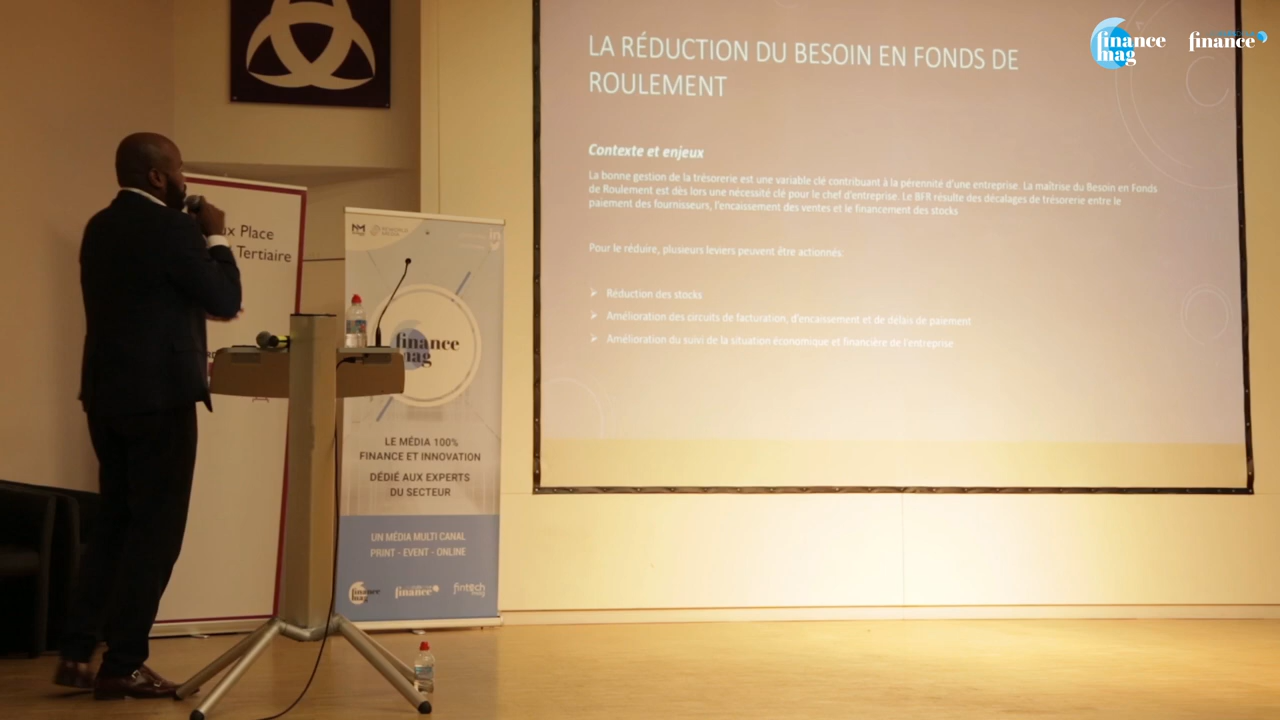 finance
mag
finance
LA RÉDUCTION DU BESOIN EN FONDS DE
ROULEMENT
Contexte et enjeux
La bonne gestion de la trésorerie est une variable clé contribuant à la pérennité d'une entreprise. La maîtrise du Besoin en Fonds
de Roulement est dès lors une nécessité clé pour le chef d'entreprise. Le BFR résulte des décalages de trésorerie entre le
paiement des fournisseurs, l'encaissement des ventes et le financement des stocks
Pour le réduire, plusieurs leviers peuvent être actionnés:
➢ Réduction des stocks
➢ Amélioration des circuits de facturation, d'encaissement et de délais de paiement
➢ Amélioration du suivi de la situation économique et financière de l'entreprise
ux Place
Tertiaire
finance
mag
LE MÉDIA 100%
FINANCE ET INNOVATION
DÉDIÉ AUX EXPERTS
DU SECTEUR
UN MÉDIA MULTI CANAL
PRINT - EVENT - ONLINE
finance
mag
finance
fintech
mag